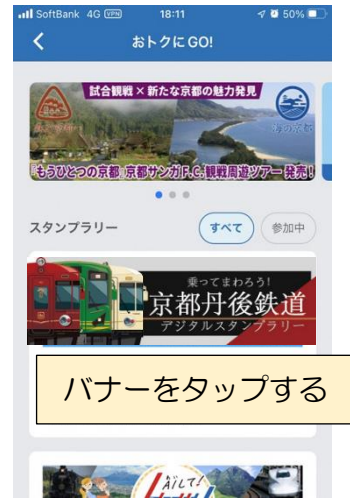 SoftBank 4G VPN 18:11 50%
おトクにGO!
試合観戦×新たな京都の魅力発見
海の京都
『もうひとつの京都 京都サンガF.C.観戦周遊ツアー 発売!
スタンプラリー
すべて
参加中
乗ってまわろう!
京都丹後鉄道
デジタルスタンプラリー
バナーをタップする